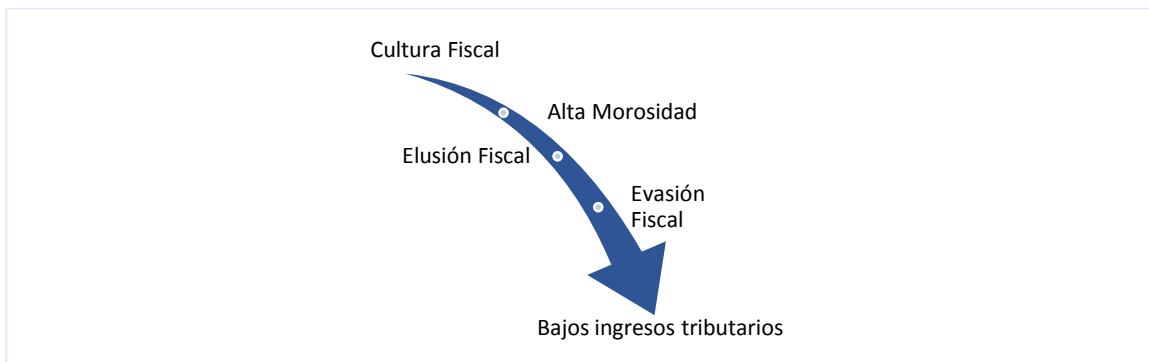 Cultura Fiscal
Alta Morosidad
Elusión Fiscal
Evasión
Fiscal
Bajos ingresos tributarios